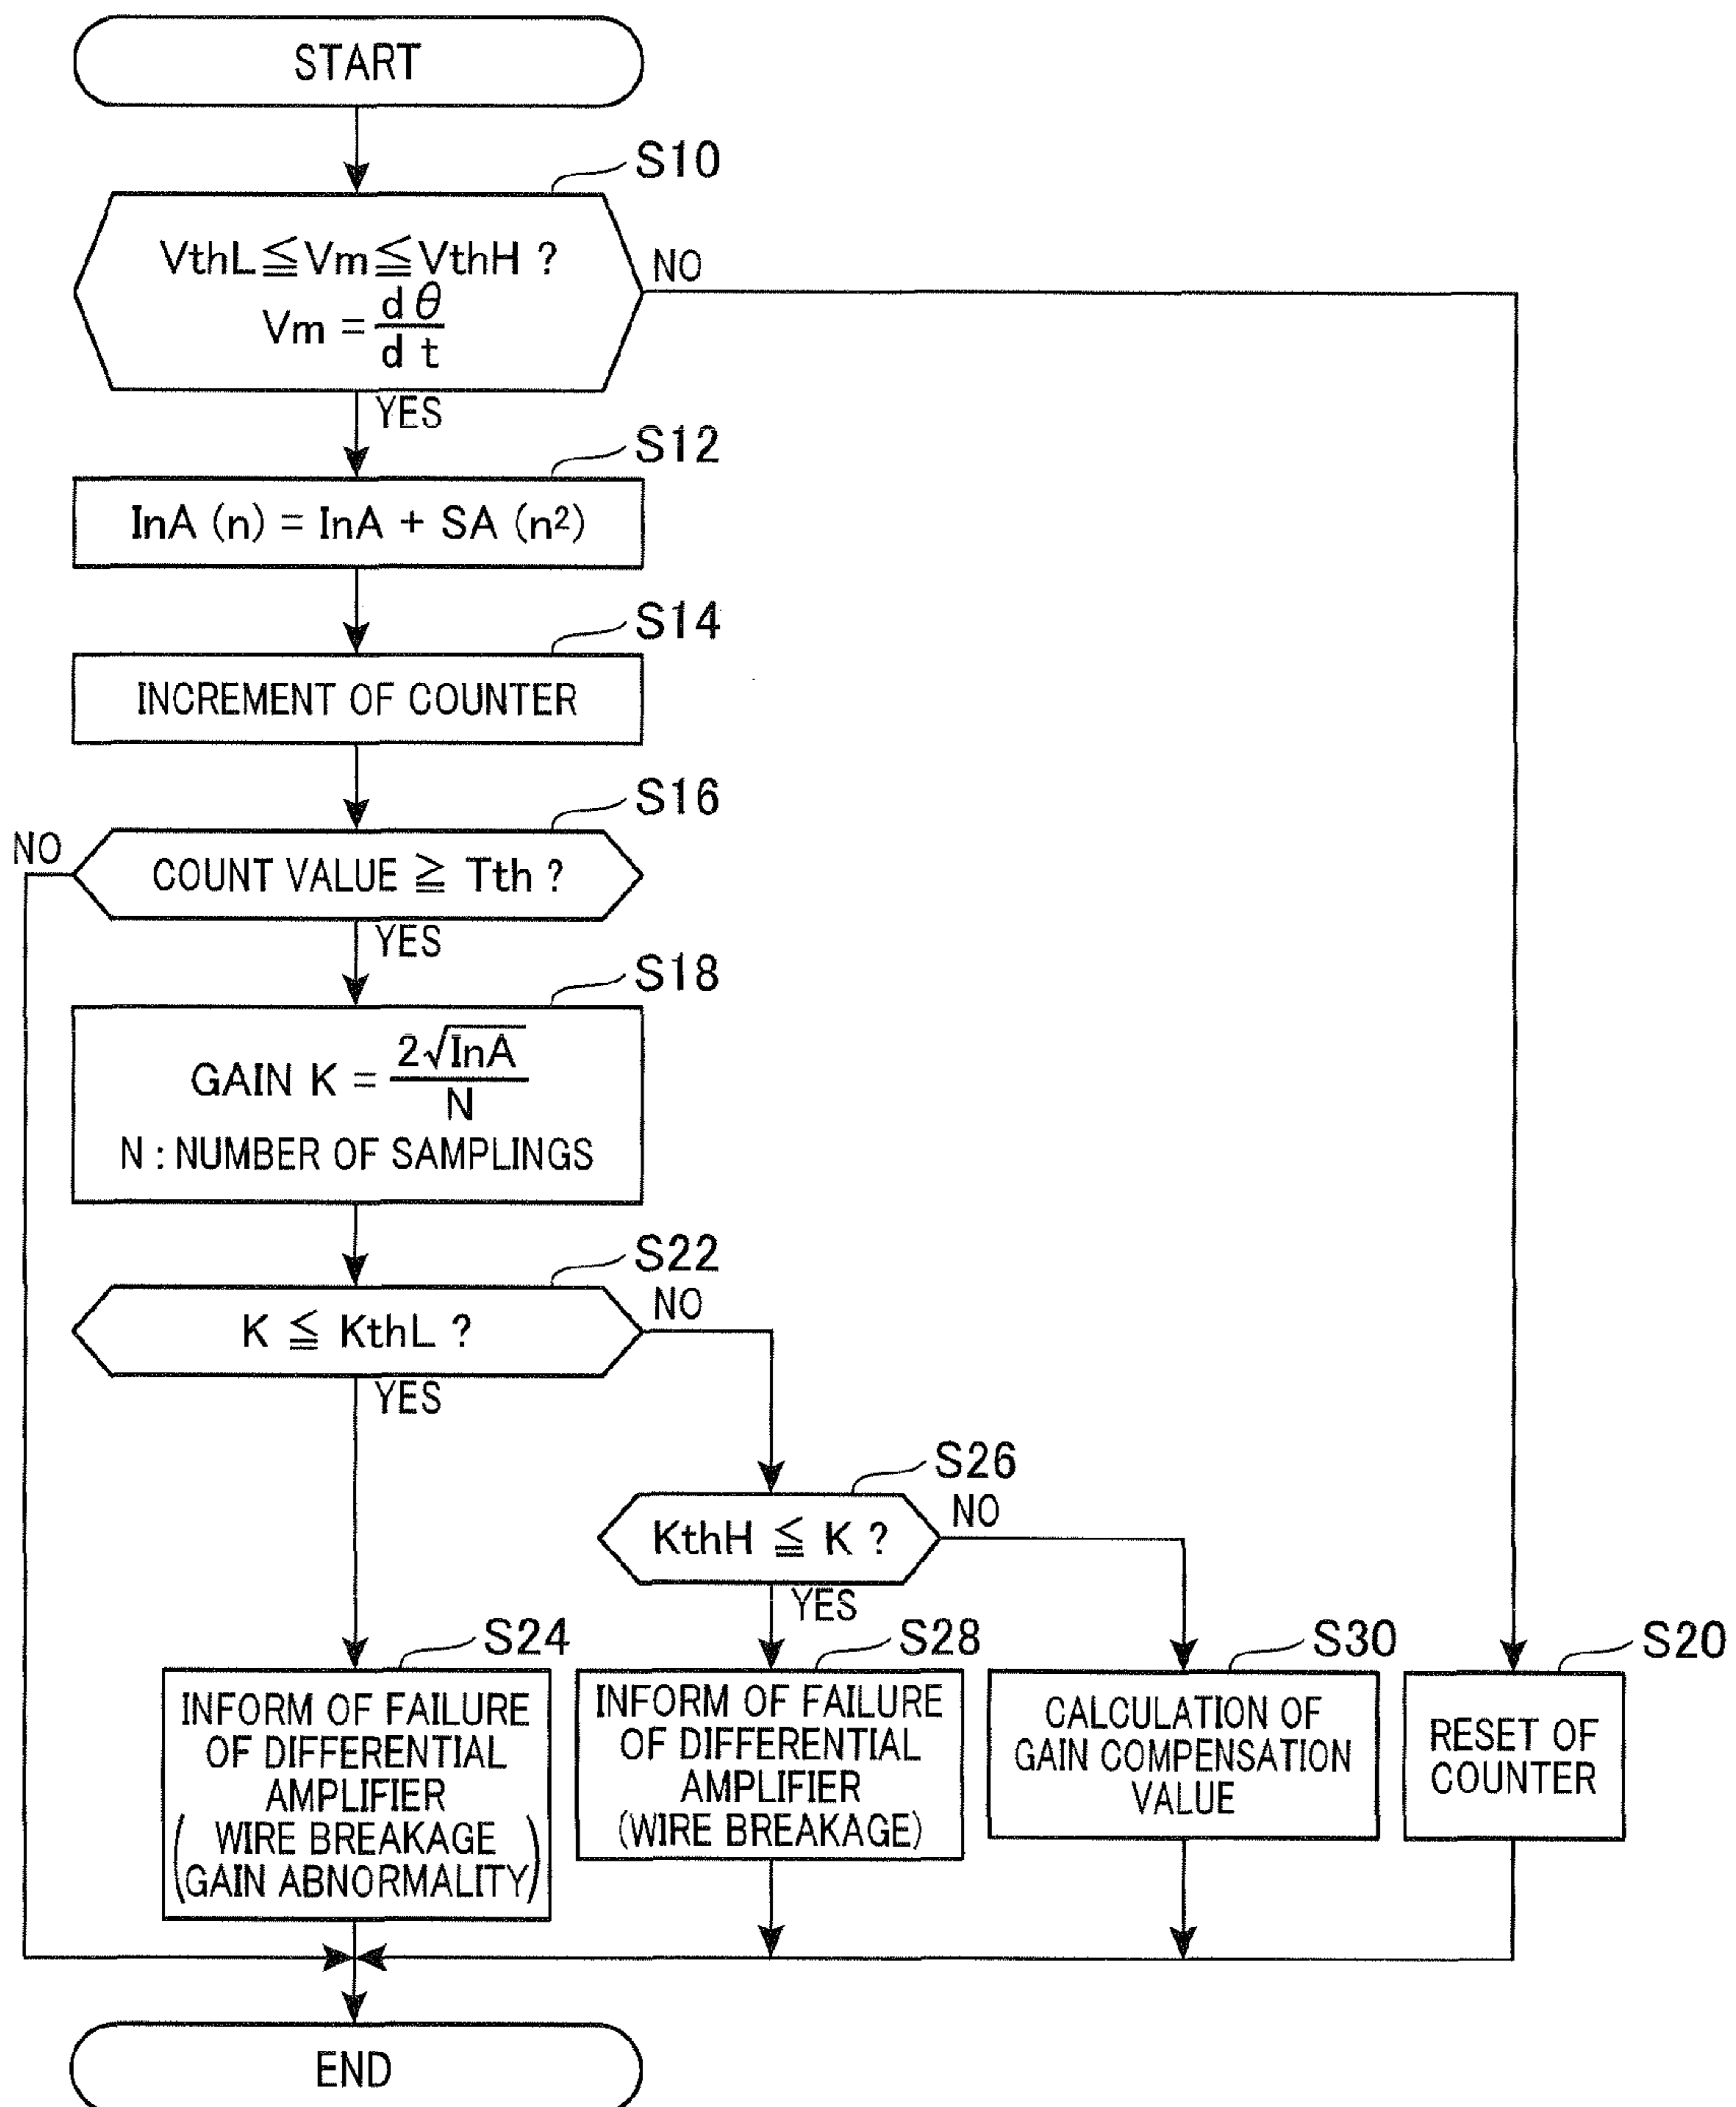 START
S10
VthL ≦ Vm ≦ VthH ?
Vm = dθ / dt
NO
YES
S12
InA (n) = InA + SA (n²)
S14
INCREMENT OF COUNTER
S16
NO
COUNT VALUE ≧ Tth ?
YES
S18
GAIN K = 2√InA / N
N : NUMBER OF SAMPLINGS
S22
K ≦ KthL ?
NO
YES
S26
KthH ≦ K ?
NO
YES
S24
INFORM OF FAILURE
OF DIFFERENTIAL
AMPLIFIER
(WIRE BREAKAGE
GAIN ABNORMALITY)
S28
INFORM OF FAILURE
OF DIFFERENTIAL
AMPLIFIER
(WIRE BREAKAGE)
S30
CALCULATION OF
GAIN COMPENSATION
VALUE
S20
RESET OF
COUNTER
END